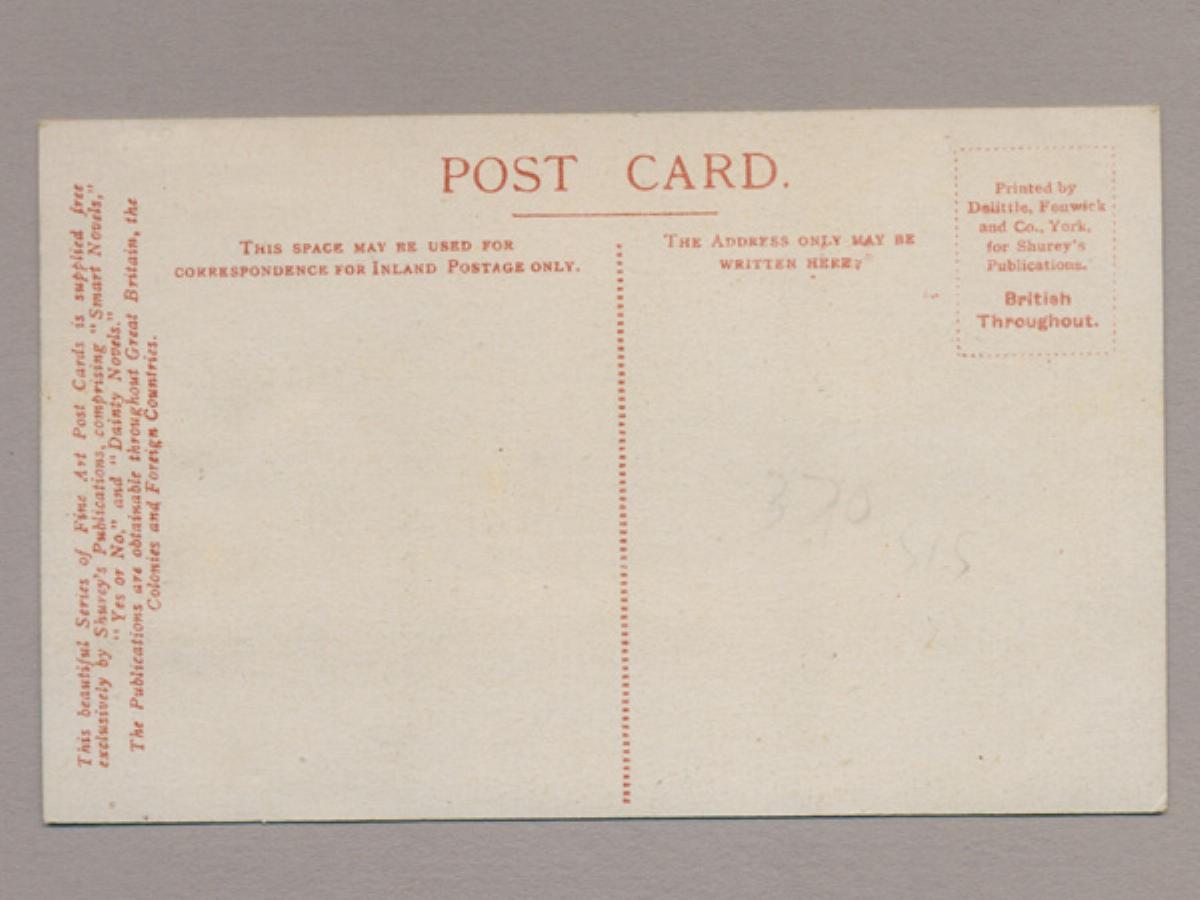 POST CARD.
This beautiful Series of Fine Art Post Cards is supplied free
exclusively by Shurey's Publications, comprising "Smart Novels,"
"Yes or No," and "Dainty Novels."
The Publications are obtainable throughout Great Britain, the
Colonies and Foreign Countries.
THIS SPACE MAY BE USED FOR
CORRESPONDENCE FOR INLAND POSTAGE ONLY.
THE ADDRESS ONLY MAY BE
WRITTEN HERE.
Printed by
Delittle, Fenwick
and Co., York,
for Shurey's
Publications.
British
Throughout.
370
515